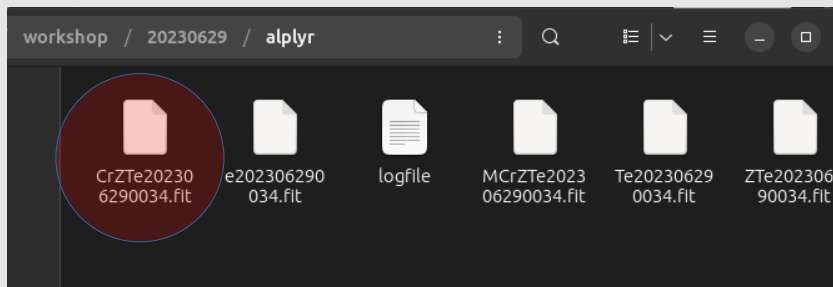 workshop / 20230629 / alplyr
CrZTe20230
6290034.fit
e202306290
034.fit
logfile
MCrZTe2023
06290034.fit
Te20230629
0034.fit
ZTe202306
90034.fit